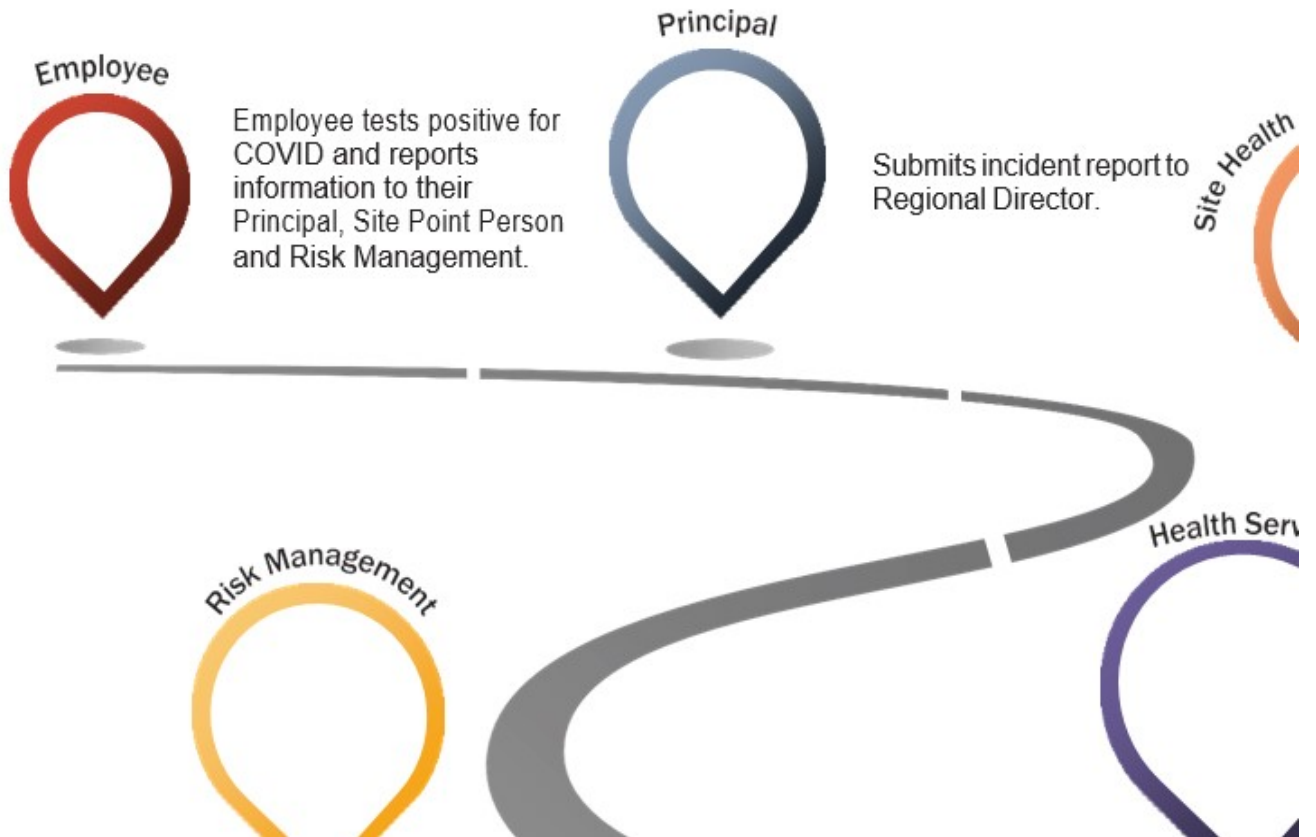 Employee
Employee tests positive for
COVID and reports
information to their
Principal, Site Point Person
and Risk Management.
Principal
Submits incident report to
Regional Director.
Site Health
Risk Management
Health